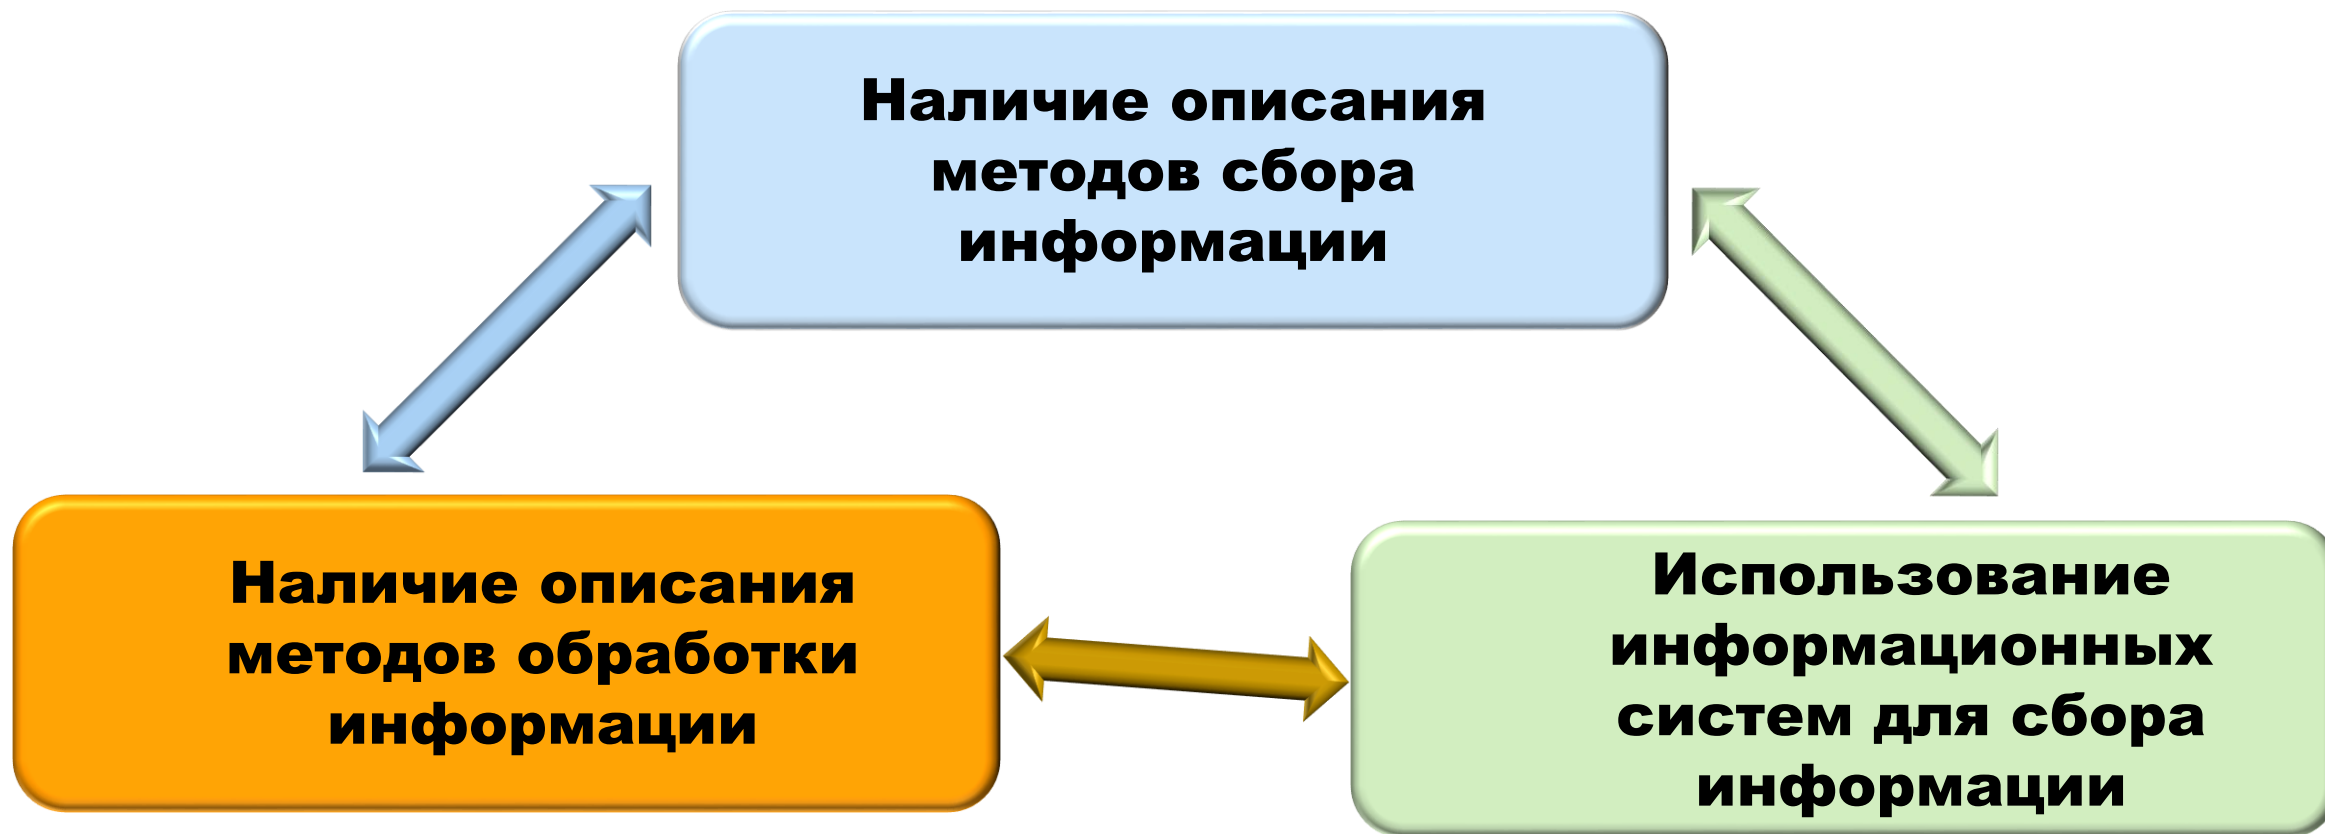 Наличие описания
методов сбора
информации
Наличие описания
методов обработки
информации
Использование
информационных
систем для сбора
информации